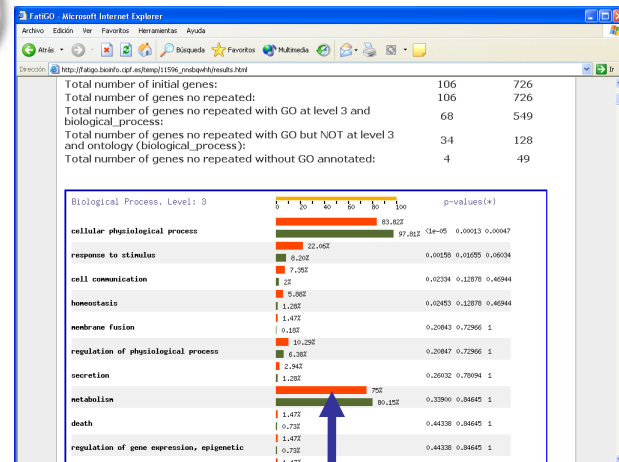 FatiGO - Microsoft Internet Explorer
Archivo Edición Ver Favoritos Herramientas Ayuda
Atrás Búsqueda Favoritos Multimedia
Dirección http://fatigo.bioinfo.cipf.es/temp/11596_nnsbqwhh/results.html Ir
Total number of initial genes: 106 726
Total number of genes no repeated: 106 726
Total number of genes no repeated with GO at level 3 and
biological_process: 68 549
Total number of genes no repeated with GO but NOT at level 3
and ontology (biological_process): 34 128
Total number of genes no repeated without GO annotated: 4 49
Biological Process. Level: 3 0 20 40 60 80 100 p-values(*)
83.82%
cellular physiological process 97.81% <1e-05 0.00013 0.00047
22.06%
response to stimulus 8.20% 0.00158 0.01655 0.06034
7.35%
cell communication 2% 0.02334 0.12878 0.46944
5.88%
homeostasis 1.28% 0.02453 0.12878 0.46944
1.47%
membrane fusion 0.18% 0.20843 0.72966 1
10.29%
regulation of physiological process 6.38% 0.20847 0.72966 1
2.94%
secretion 1.28% 0.26032 0.78094 1
75%
metabolism 80.15% 0.33900 0.84645 1
1.47%
death 0.73% 0.44338 0.84645 1
1.47%
regulation of gene expression, epigenetic 0.73% 0.44338 0.84645 1
1.47%